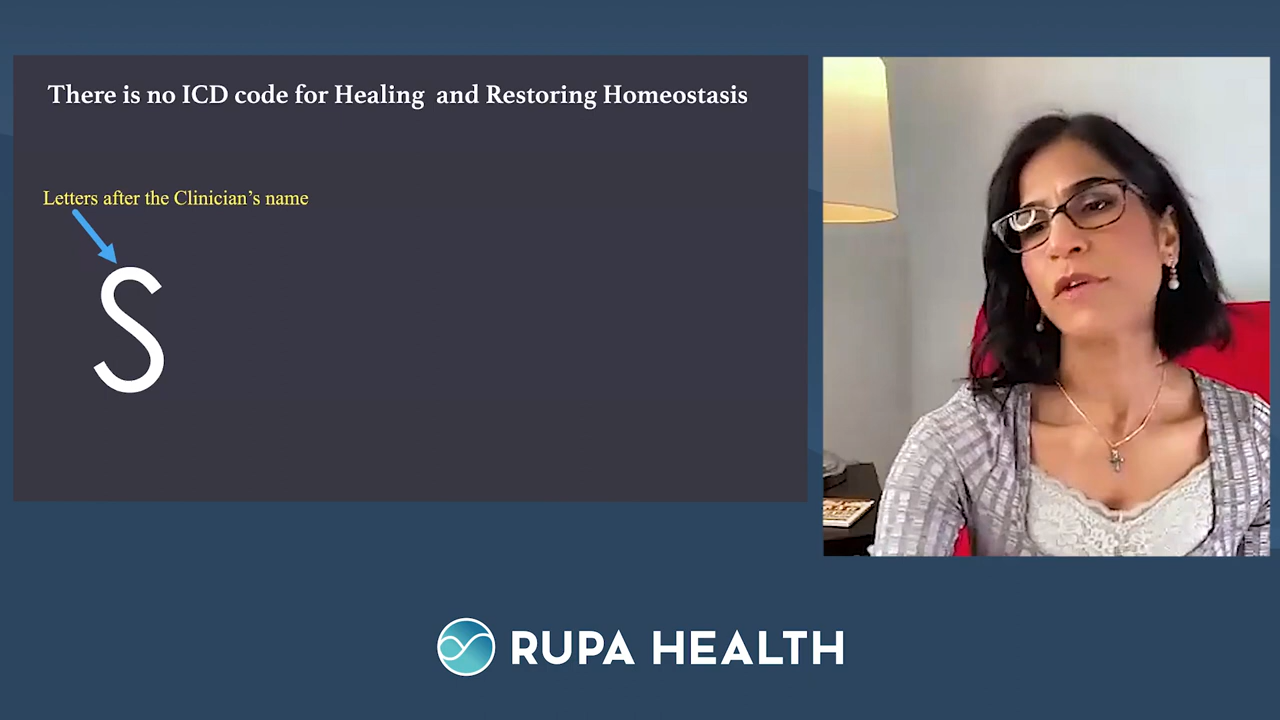 There is no ICD code for Healing and Restoring Homeostasis
Letters after the Clinician’s name
S
RUPA HEALTH